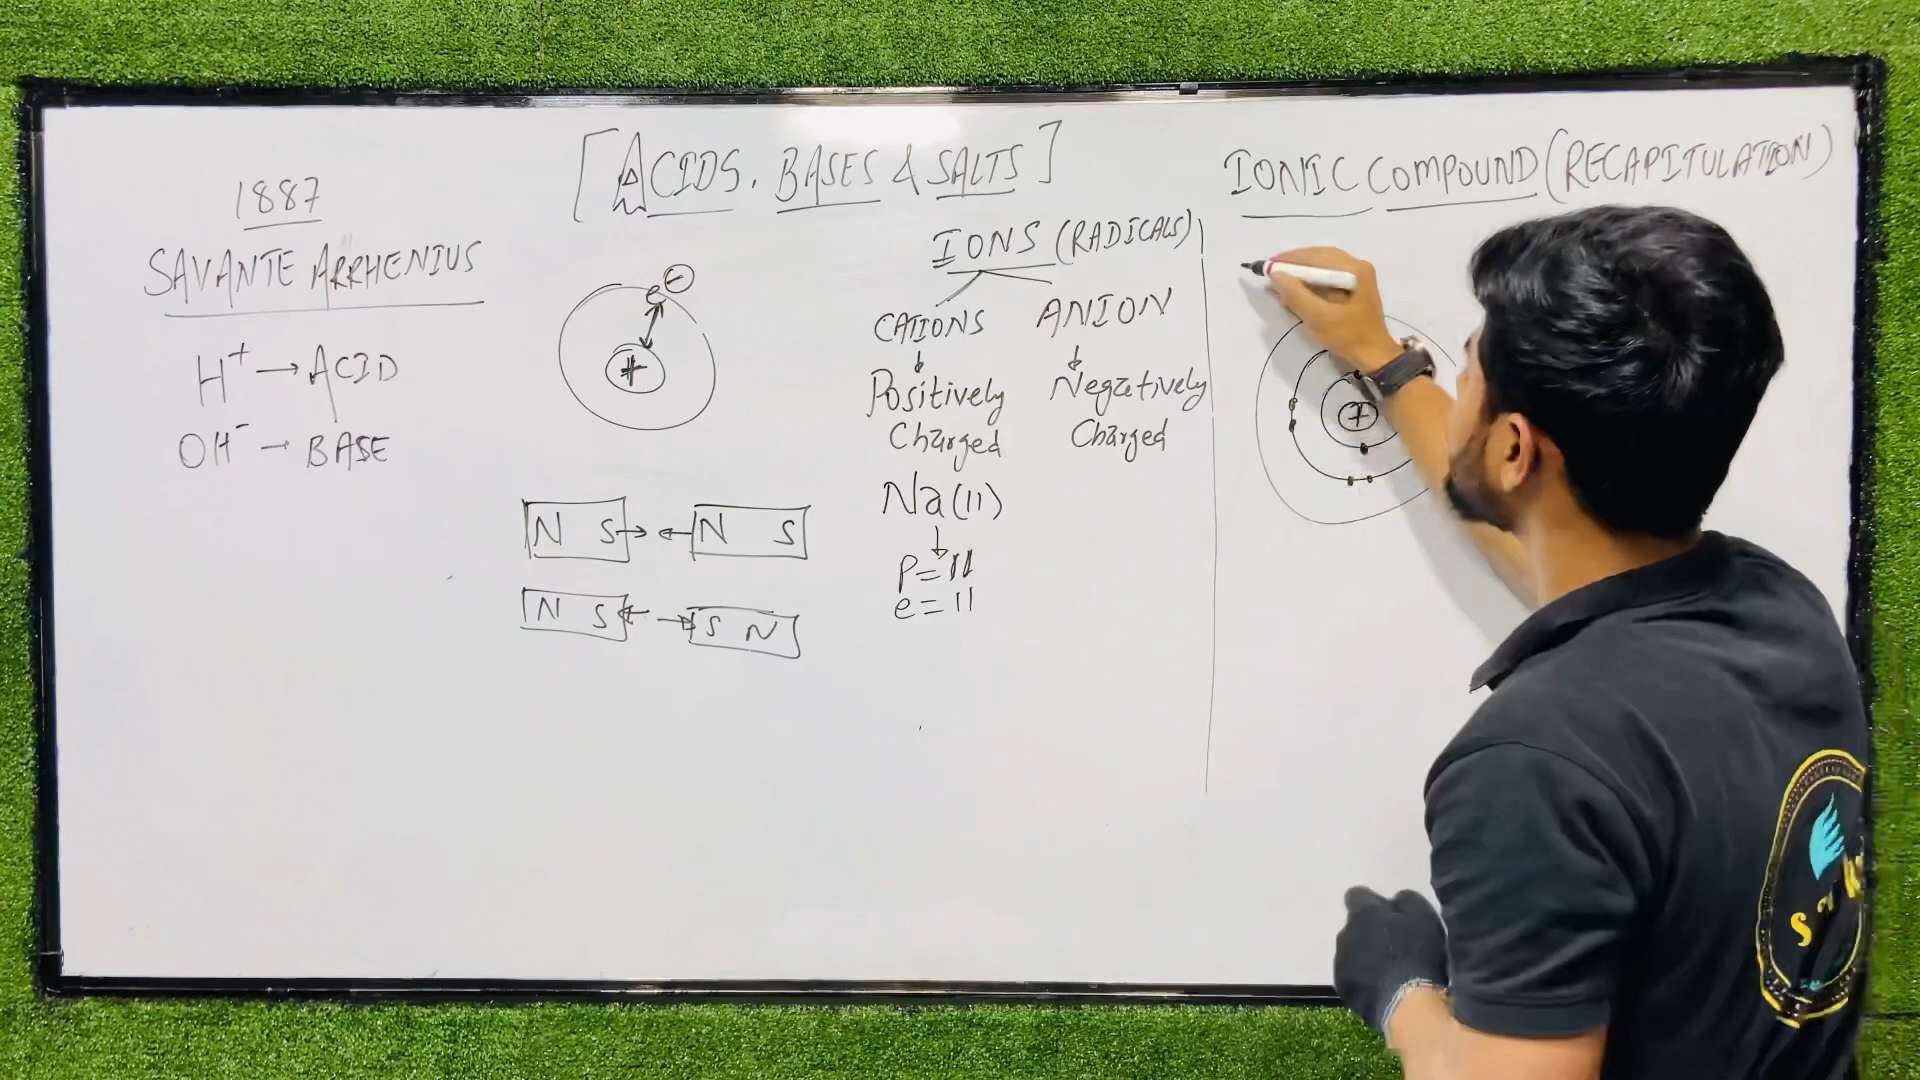 [ACIDS, BASES & SALTS]
1887
SAVANTE ARRHENIUS
H+ → ACID
OH- → BASE
e-
+
N S → ← N S
N S ← → S N
IONS (RADICALS)
CATIONS
↓
Positively
Charged
Na(11)
↓
P=11
e=11
ANION
↓
Negatively
Charged
IONIC COMPOUND (RECAPITULATION)
+